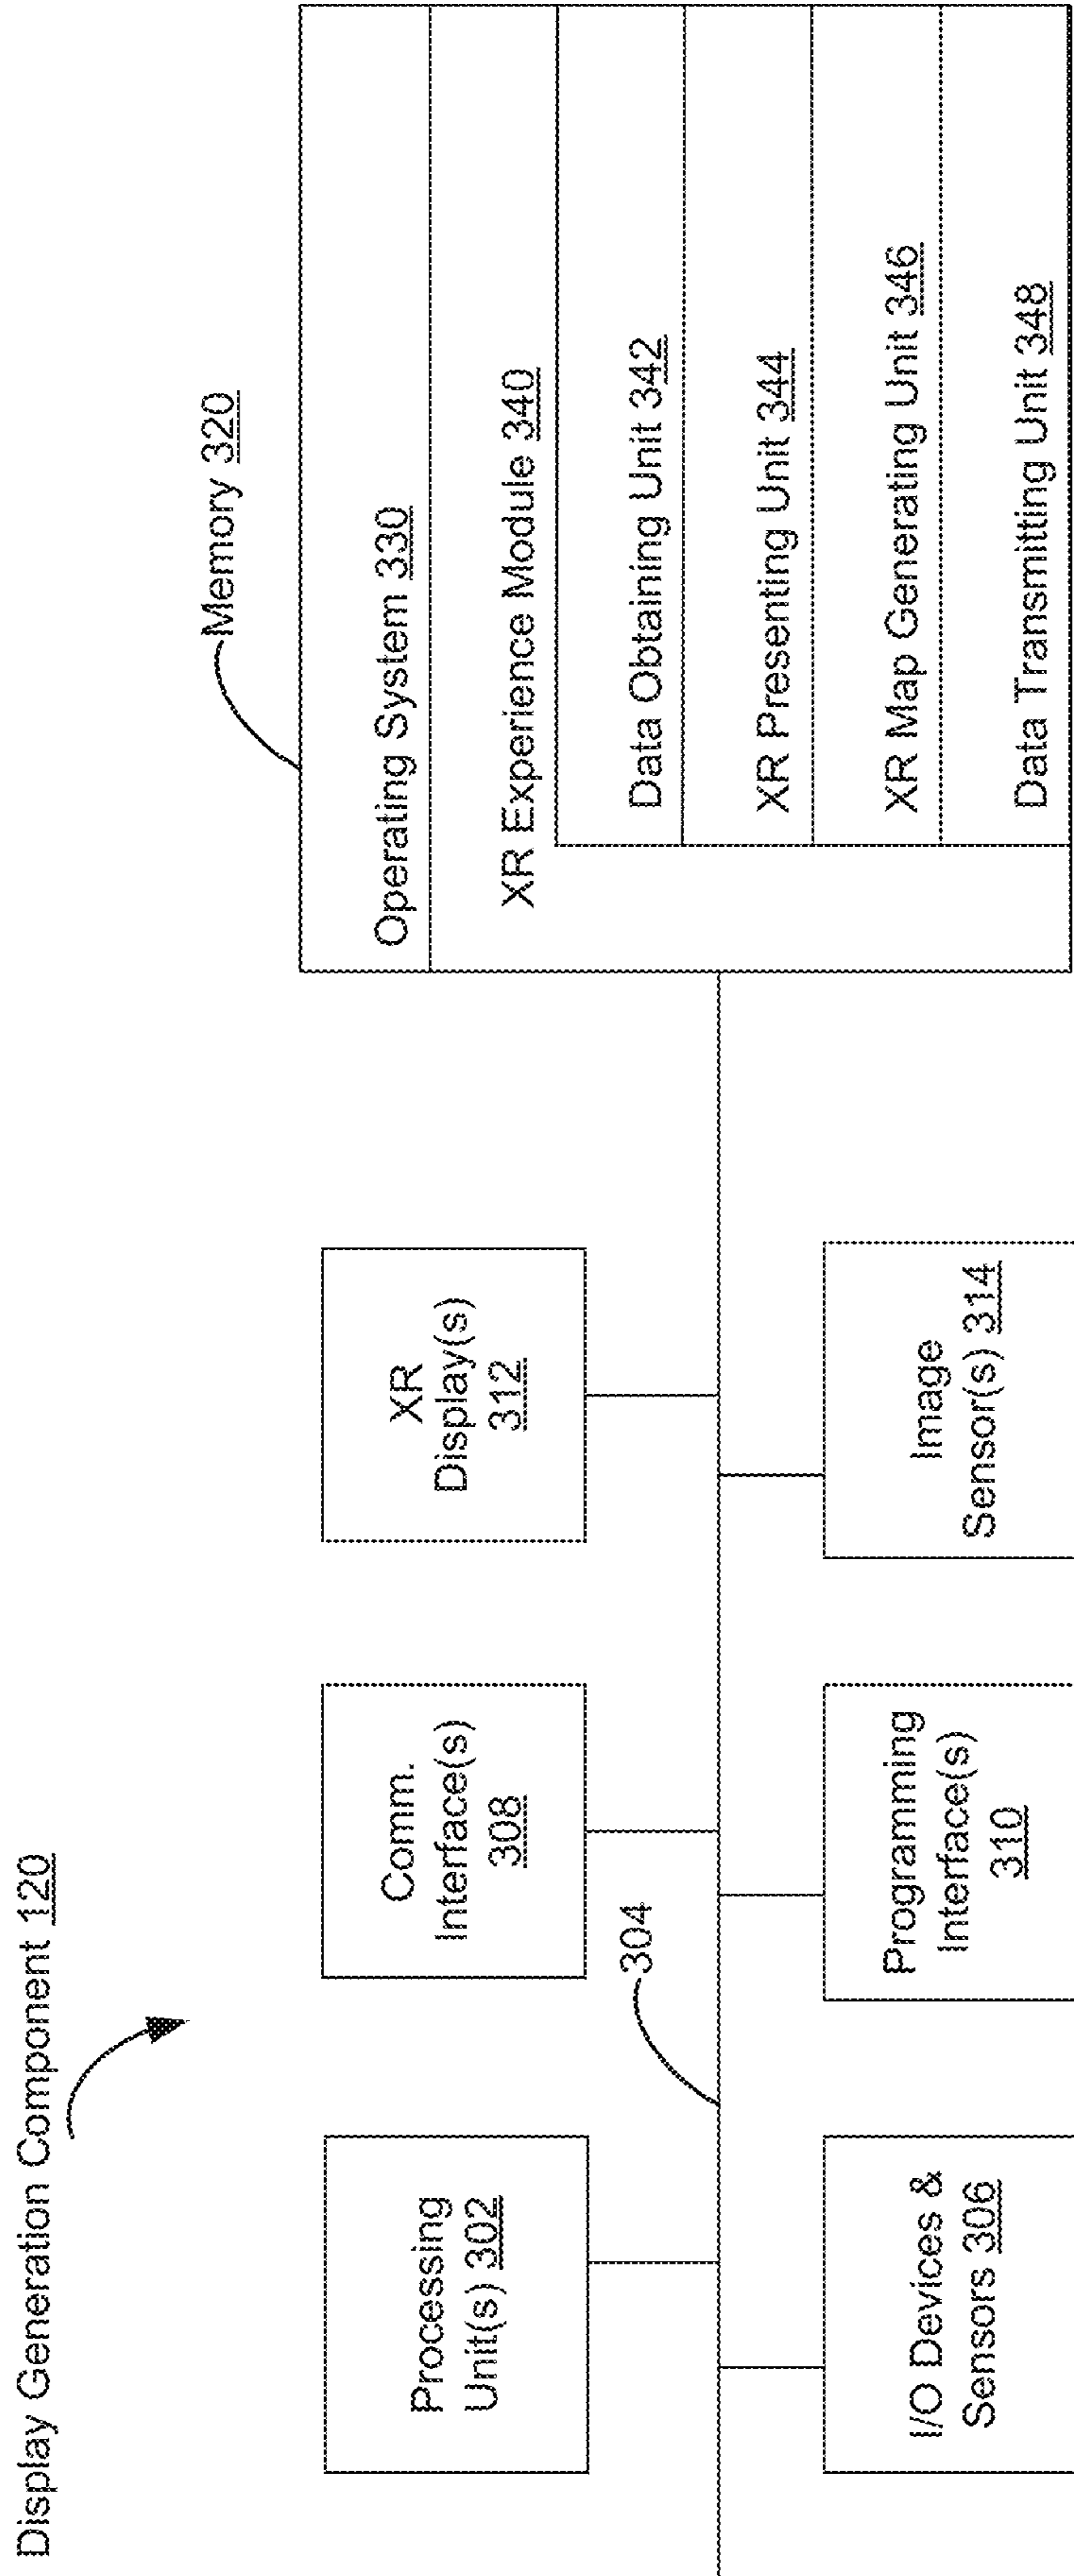 Display Generation Component 120
Processing
Unit(s) 302
Comm.
Interface(s)
308
XR
Display(s)
312
304
I/O Devices &
Sensors 306
Programming
Interface(s)
310
Image
Sensor(s) 314
Memory 320
Operating System 330
XR Experience Module 340
Data Obtaining Unit 342
XR Presenting Unit 344
XR Map Generating Unit 346
Data Transmitting Unit 348